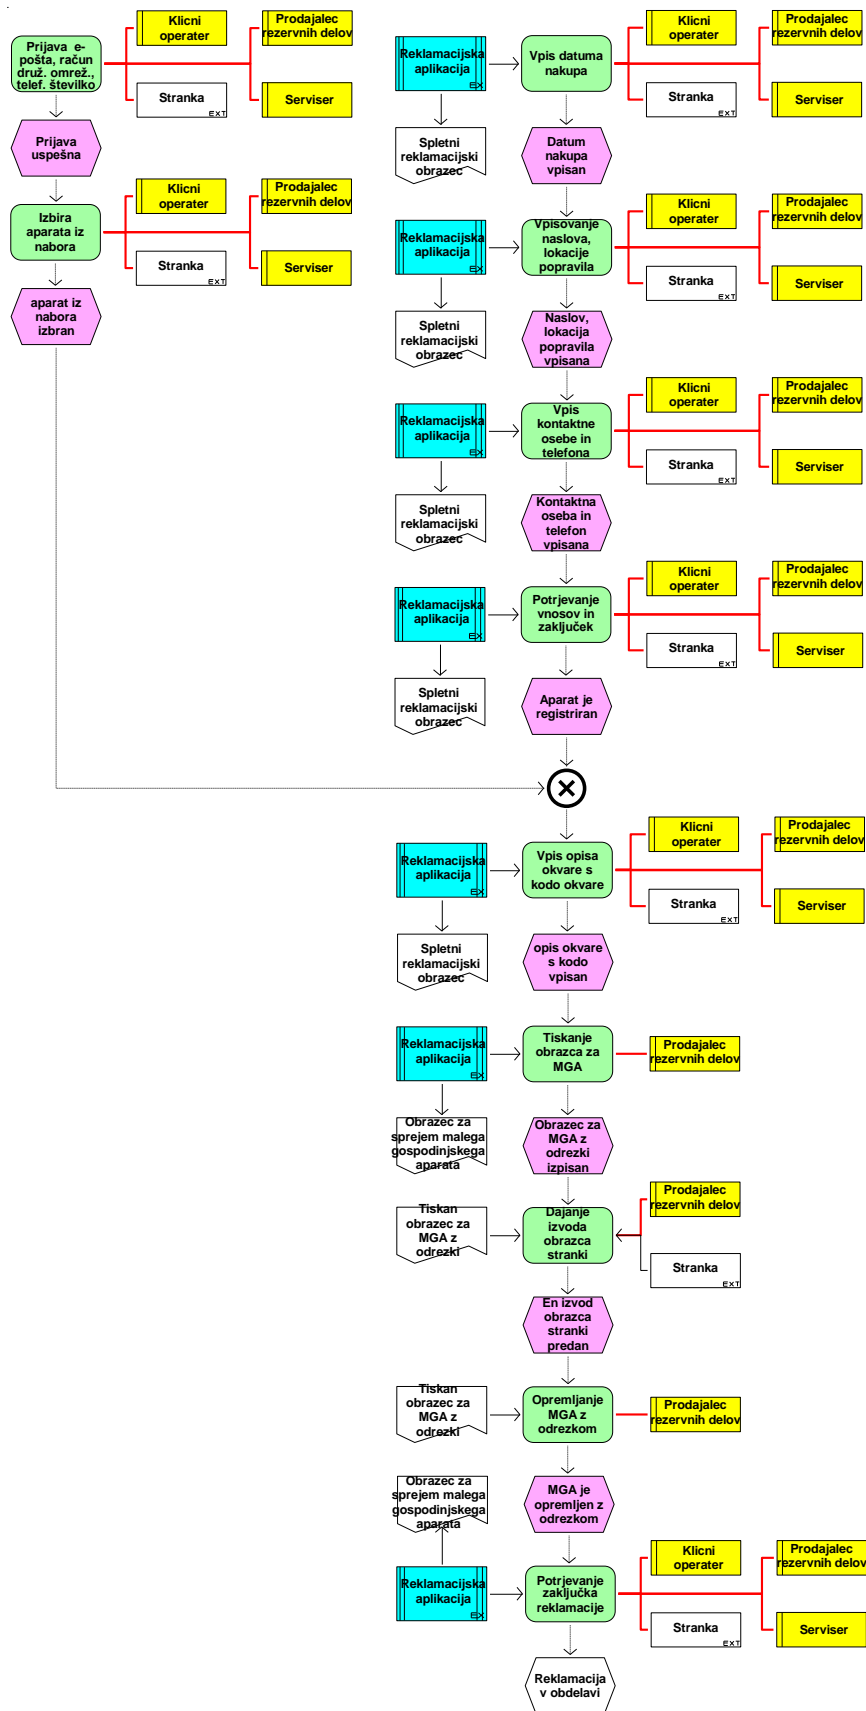 Prijava e-
pošta, račun
druž. omrež.,
telef. številko
Klicni
operater
Prodajalec
rezervnih delov
Stranka
EXT
Serviser
Prijava
uspešna
Izbira
aparata iz
nabora
Klicni
operater
Prodajalec
rezervnih delov
Stranka
EXT
Serviser
aparat iz
nabora
izbran
Reklamacijska
aplikacija
EX
Vpis datuma
nakupa
Klicni
operater
Prodajalec
rezervnih delov
Stranka
EXT
Serviser
Spletni
reklamacijski
obrazec
Datum
nakupa
vpisan
Reklamacijska
aplikacija
EX
Vpisovanje
naslova,
lokacije
popravila
Klicni
operater
Prodajalec
rezervnih delov
Stranka
EXT
Serviser
Spletni
reklamacijski
obrazec
Naslov,
lokacija
popravila
vpisana
Reklamacijska
aplikacija
EX
Vpis
kontaktne
osebe in
telefona
Klicni
operater
Prodajalec
rezervnih delov
Stranka
EXT
Serviser
Spletni
reklamacijski
obrazec
Kontaktna
oseba in
telefon
vpisana
Reklamacijska
aplikacija
EX
Potrjevanje
vnosov in
zaključek
Klicni
operater
Prodajalec
rezervnih delov
Stranka
EXT
Serviser
Spletni
reklamacijski
obrazec
Aparat je
registriran
Reklamacijska
aplikacija
EX
Vpis opisa
okvare s
kodo okvare
Klicni
operater
Prodajalec
rezervnih delov
Stranka
EXT
Serviser
Spletni
reklamacijski
obrazec
opis okvare
s kodo
vpisan
Reklamacijska
aplikacija
EX
Tiskanje
obrazca za
MGA
Prodajalec
rezervnih delov
Obrazec za
sprejem malega
gospodinjskega
aparata
Obrazec za
MGA z
odrezki
izpisan
Tiskan
obrazec za
MGA z
odrezki
Dajanje
izvoda
obrazca
stranki
Prodajalec
rezervnih delov
Stranka
EXT
En izvod
obrazca
stranki
predan
Tiskan
obrazec za
MGA z
odrezki
Opremljanje
MGA z
odrezkom
Prodajalec
rezervnih delov
Obrazec za
sprejem malega
gospodinjskega
aparata
MGA je
opremljen z
odrezkom
Reklamacijska
aplikacija
EX
Potrjevanje
zaključka
reklamacije
Klicni
operater
Prodajalec
rezervnih delov
Stranka
EXT
Serviser
Reklamacija
v obdelavi